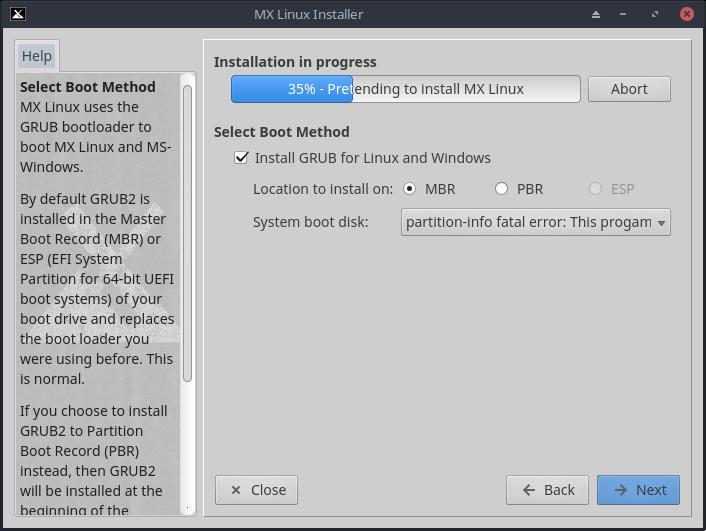 MX Linux Installer
Help
Select Boot Method
MX Linux uses the
GRUB bootloader to
boot MX Linux and MS-
Windows.
By default GRUB2 is
installed in the Master
Boot Record (MBR) or
ESP (EFI System
Partition for 64-bit UEFI
boot systems) of your
boot drive and replaces
the boot loader you
were using before. This
is normal.
If you choose to install
GRUB2 to Partition
Boot Record (PBR)
instead, then GRUB2
will be installed at the
beginning of the
Installation in progress
35% - Pretending to install MX Linux
Abort
Select Boot Method
Install GRUB for Linux and Windows
Location to install on: MBR PBR ESP
System boot disk: partition-info fatal error: This progam
Close Back Next